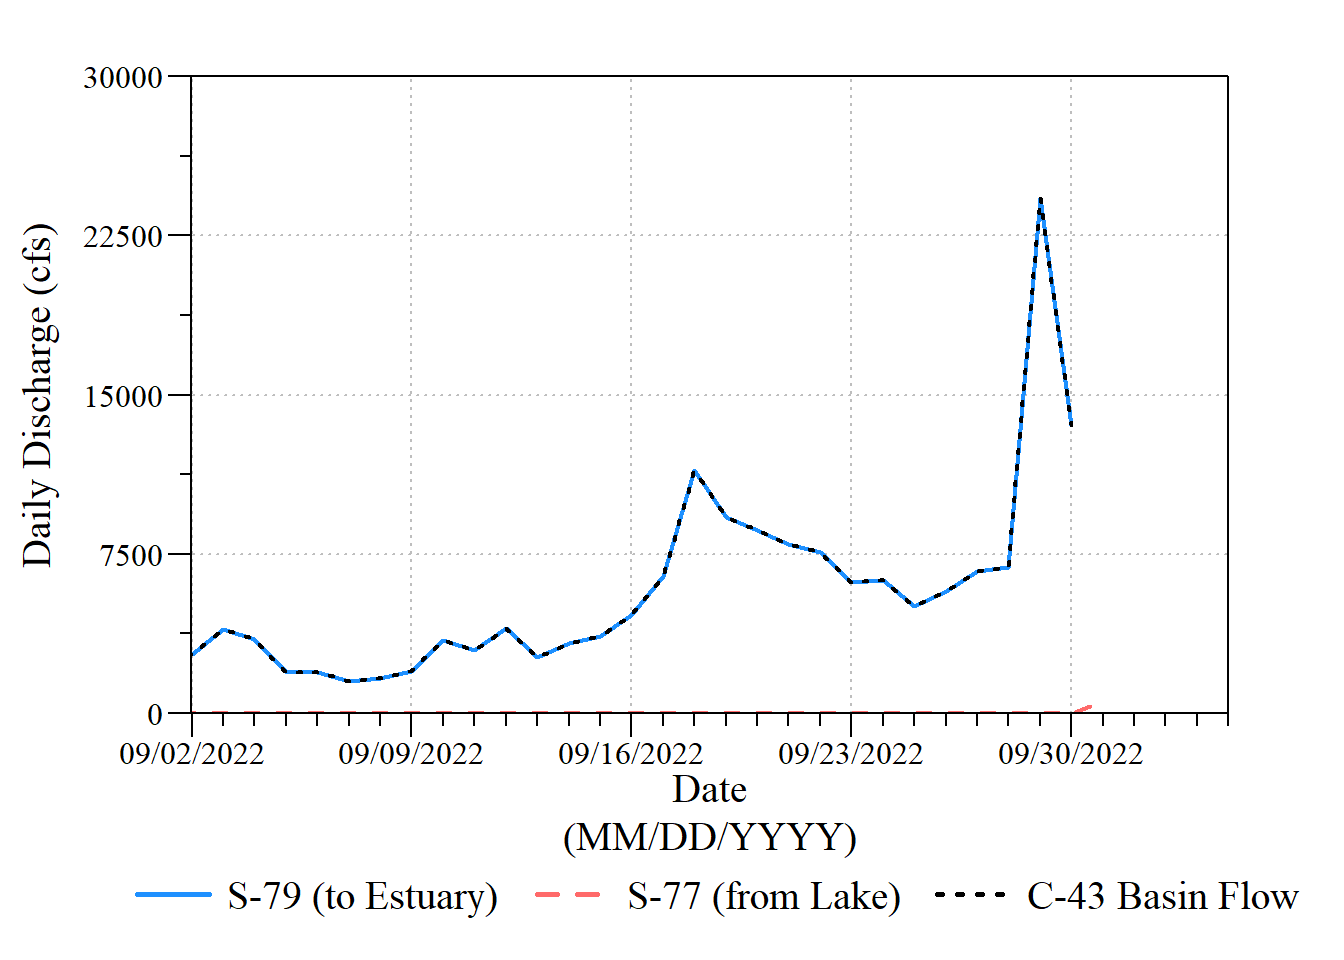 30000
22500
15000
7500
0
Daily Discharge (cfs)
09/02/2022 09/09/2022 09/16/2022 09/23/2022 09/30/2022
Date
(MM/DD/YYYY)
S-79 (to Estuary) S-77 (from Lake) C-43 Basin Flow